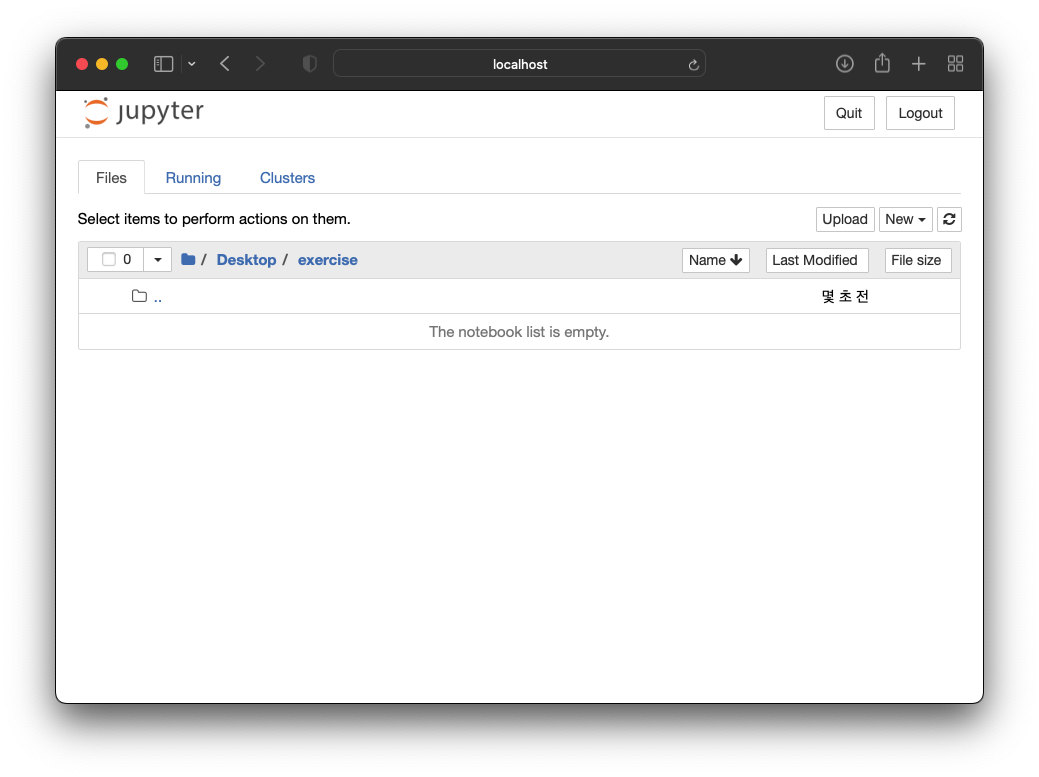 localhost
jupyter
Quit Logout
Files Running Clusters
Select items to perform actions on them. Upload New
0 / Desktop / exercise Name Last Modified File size
.. 몇 초 전
The notebook list is empty.